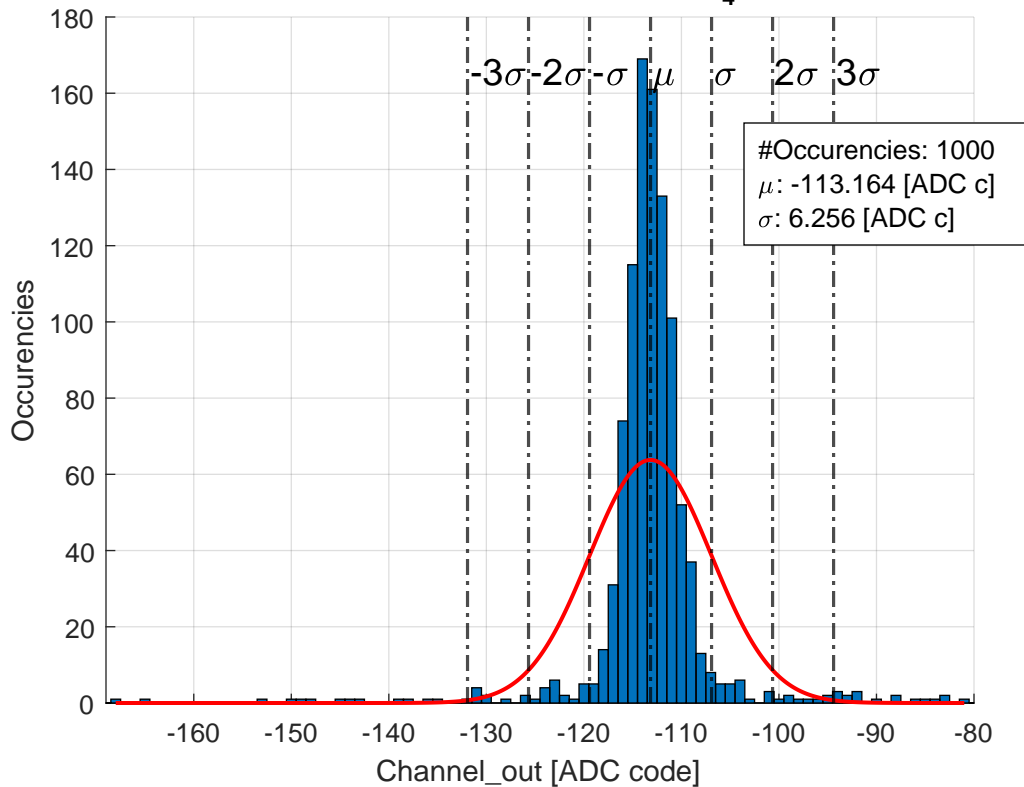 4
180
160
140
120
100
80
60
40
20
0
-3σ -2σ -σ μ σ 2σ 3σ
#Occurencies: 1000
μ: -113.164 [ADC c]
σ: 6.256 [ADC c]
Occurencies
-160 -150 -140 -130 -120 -110 -100 -90 -80
Channel_out [ADC code]